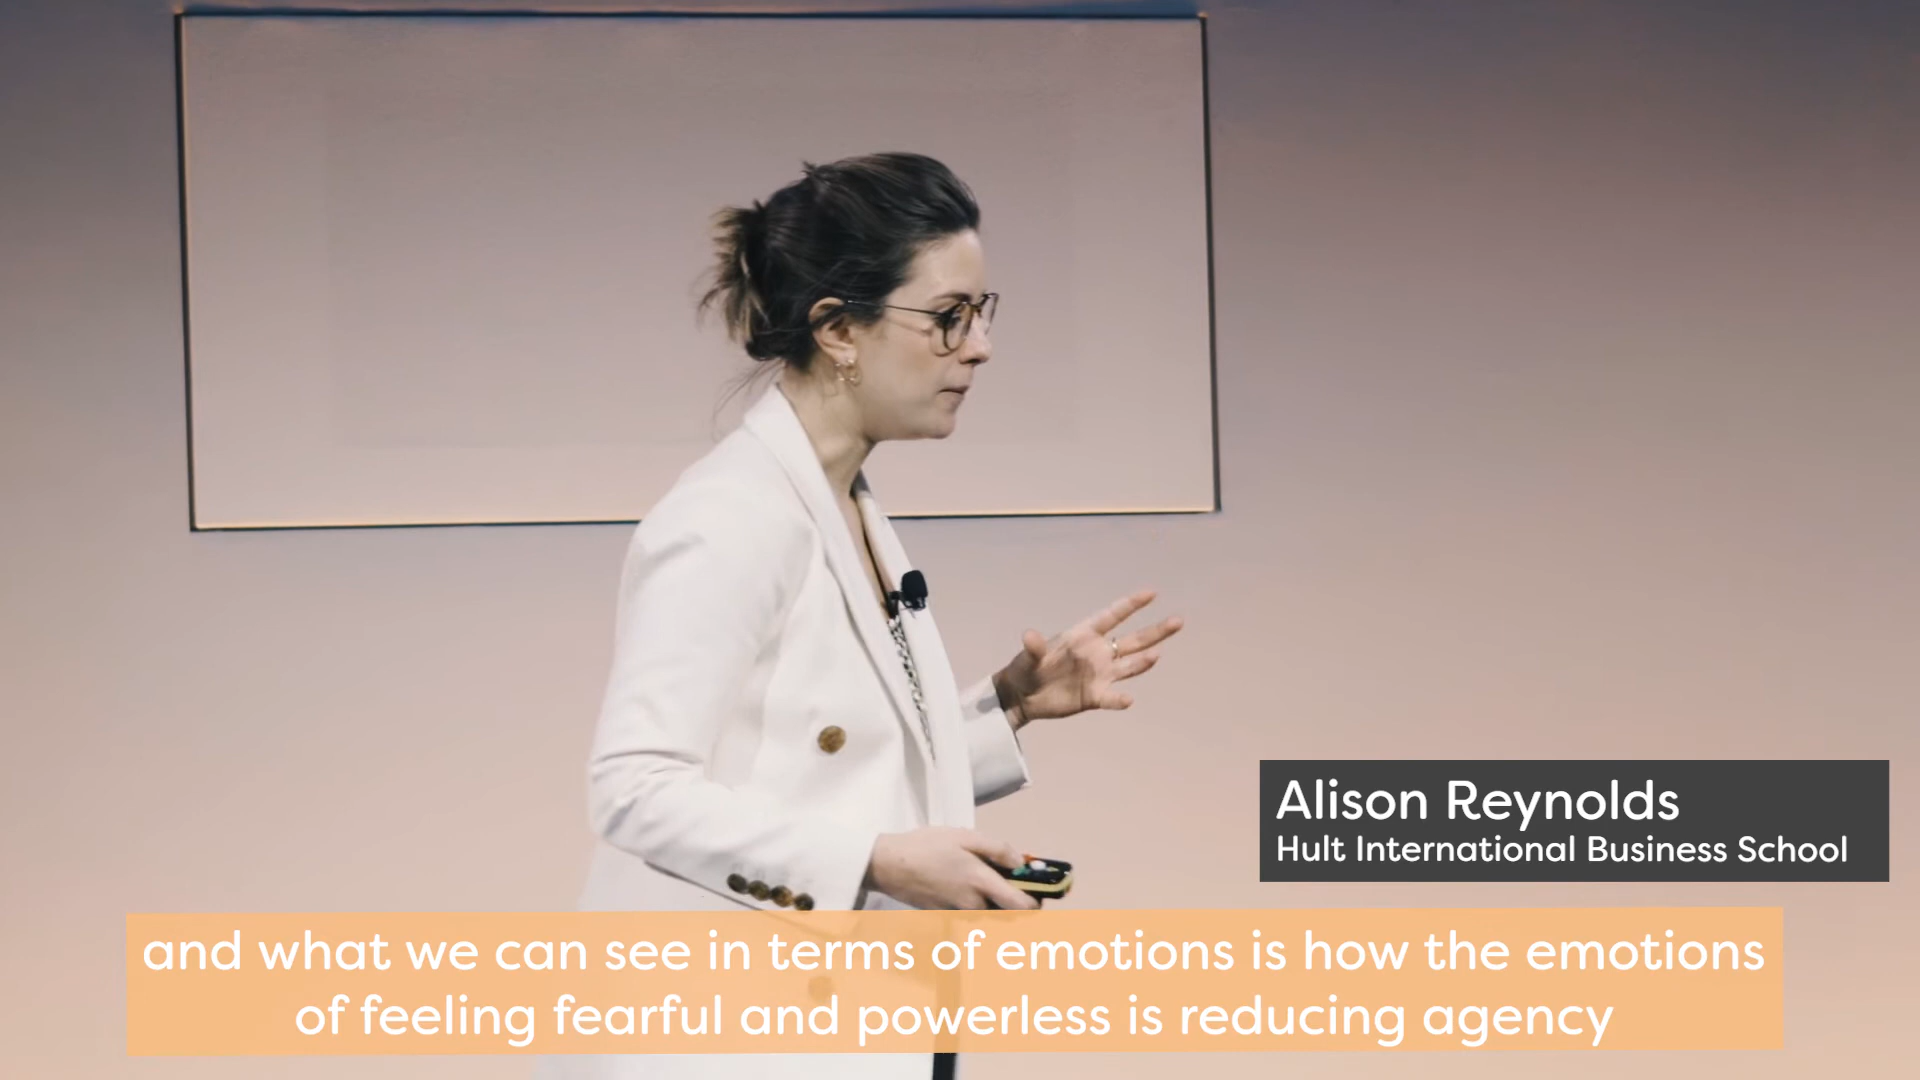 Alison Reynolds
Hult International Business School
and what we can see in terms of emotions is how the emotions
of feeling fearful and powerless is reducing agency